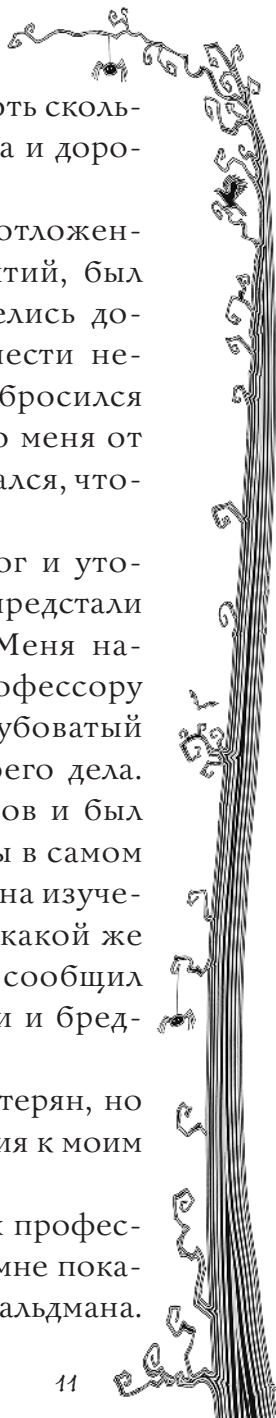 оть сколь-
а и доро-
отложен-
тий, был
елись до-
нести не-
бросился
о меня от
ался, что-
ог и уто-
предстали
Меня на-
офессору
убоватый
оего дела.
ов и был
ы в самом
на изуче-
какой же
сообщил
и и бред-
терян, но
ия к моим
х профес-
мне пока-
альдмана.
11